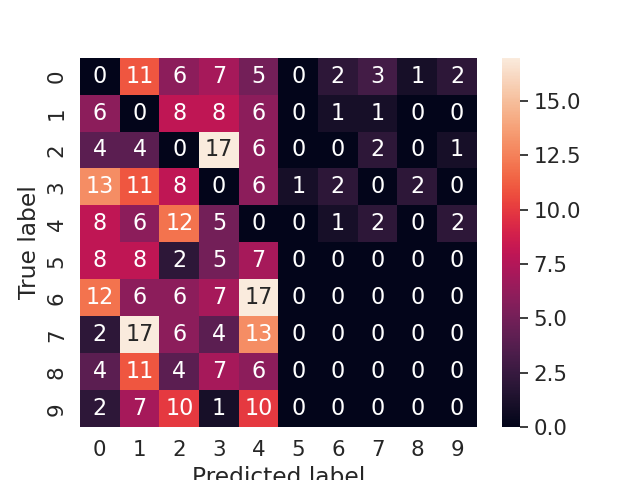 0 0 11 6 7 5 0 2 3 1 2
1 6 0 8 8 6 0 1 1 0 0
2 4 4 0 17 6 0 0 2 0 1
3 13 11 8 0 6 1 2 0 2 0
4 8 6 12 5 0 0 1 2 0 2
5 8 8 2 5 7 0 0 0 0 0
6 12 6 6 7 17 0 0 0 0 0
7 2 17 6 4 13 0 0 0 0 0
8 4 11 4 7 6 0 0 0 0 0
9 2 7 10 1 10 0 0 0 0 0
0 1 2 3 4 5 6 7 8 9
True label
Predicted label
15.0
12.5
10.0
7.5
5.0
2.5
0.0